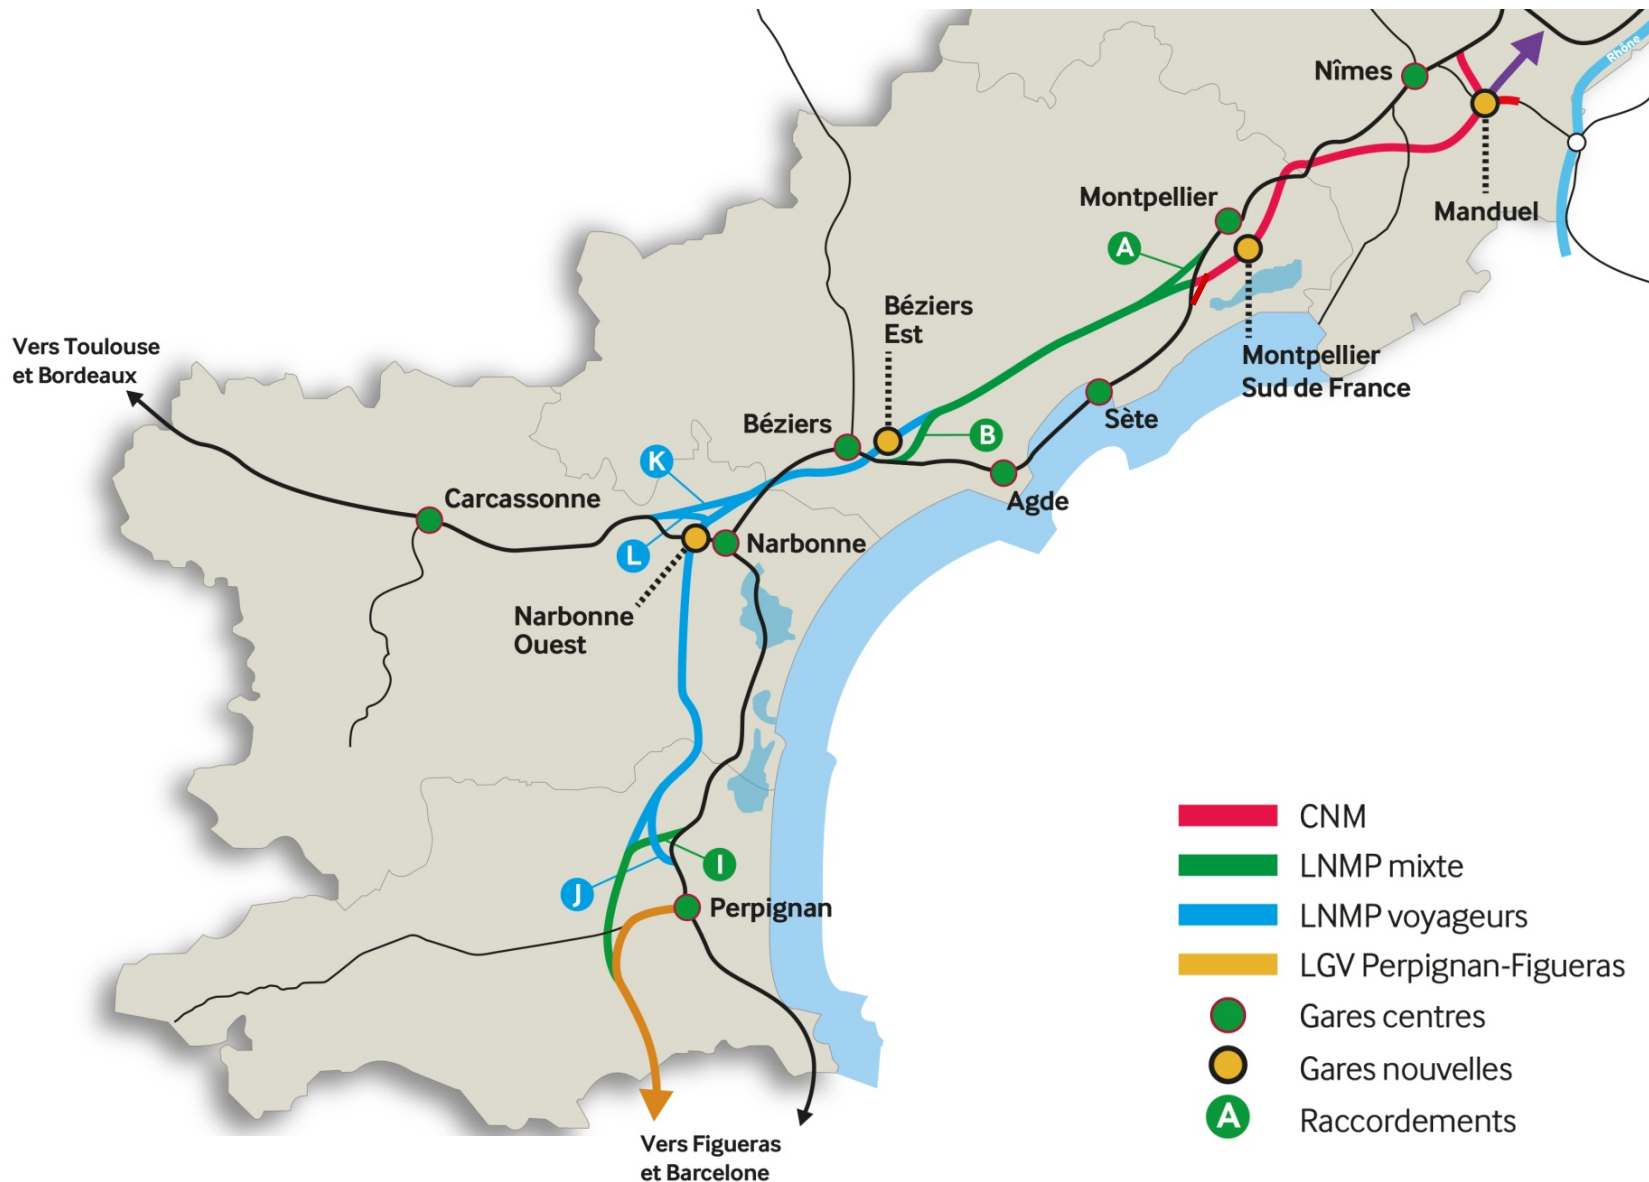 Rhône
Nîmes
Manduel
Montpellier
A
Montpellier
Sud de France
Béziers
Est
Vers Toulouse
et Bordeaux
Sète
Béziers
B
K
Agde
Carcassonne
L
Narbonne
Narbonne
Ouest
I
J
Perpignan
Vers Figueras
et Barcelone
CNM
LNMP mixte
LNMP voyageurs
LGV Perpignan-Figueras
Gares centres
Gares nouvelles
A Raccordements